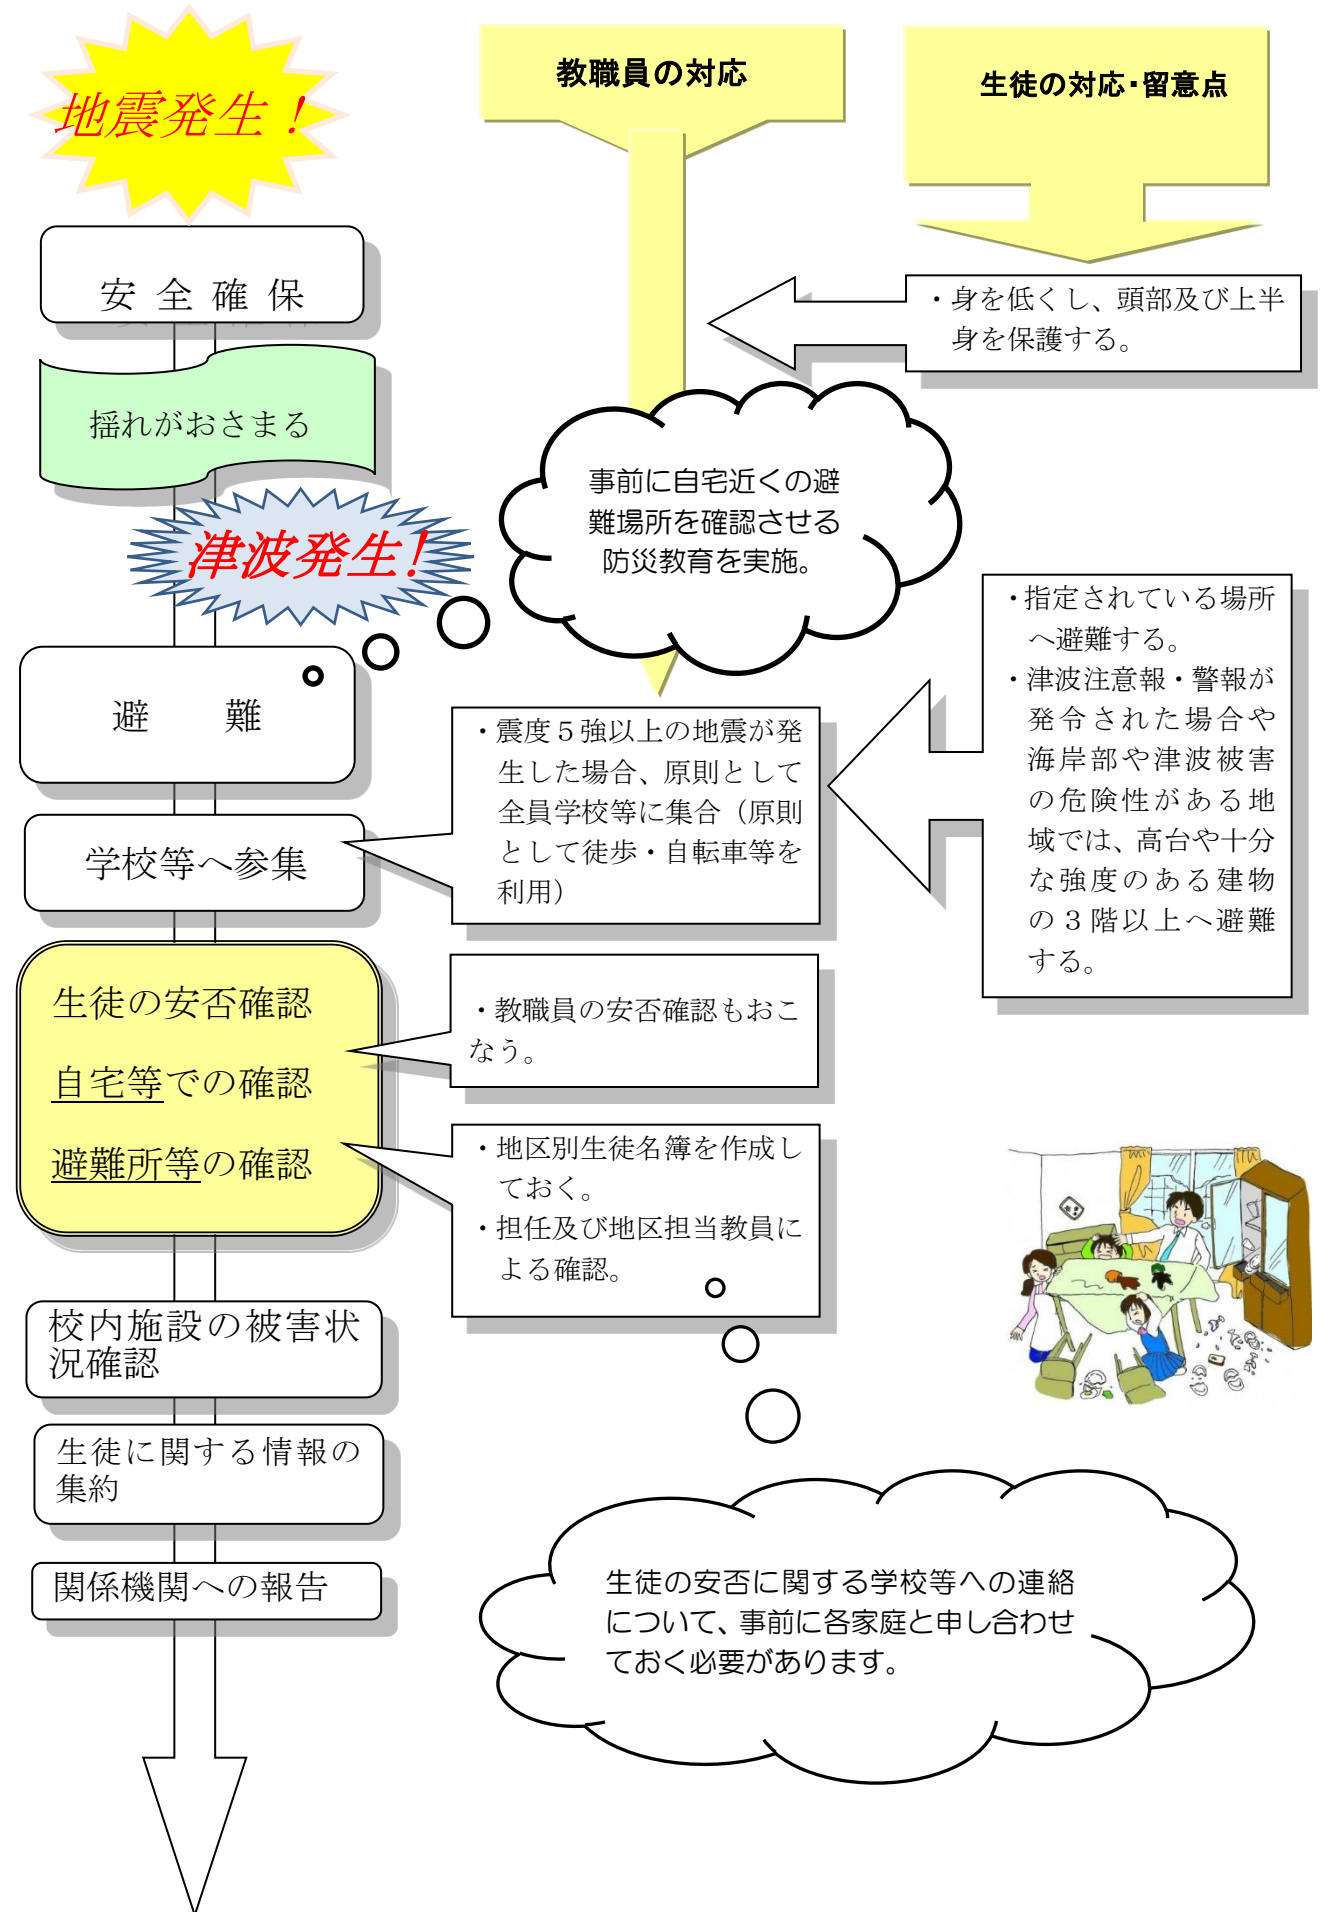 地震発生！
教職員の対応
生徒の対応・留意点
安全確保
・身を低くし、頭部及び上半
身を保護する。
揺れがおさまる
事前に自宅近くの避
難場所を確認させる
防災教育を実施。
津波発生！
・指定されている場所
へ避難する。
・津波注意報・警報が
発令された場合や
海岸部や津波被害
の危険性がある地
域では、高台や十分
な強度のある建物
の３階以上へ避難
する。
避　難
・震度５強以上の地震が発
生した場合、原則として
全員学校等に集合（原則
として徒歩・自転車等を
利用）
学校等へ参集
生徒の安否確認
自宅等での確認
避難所等の確認
・教職員の安否確認もおこ
なう。
・地区別生徒名簿を作成し
ておく。
・担任及び地区担当教員に
よる確認。
校内施設の被害状
況確認
生徒に関する情報の
集約
関係機関への報告
生徒の安否に関する学校等への連絡
について、事前に各家庭と申し合わせ
ておく必要があります。